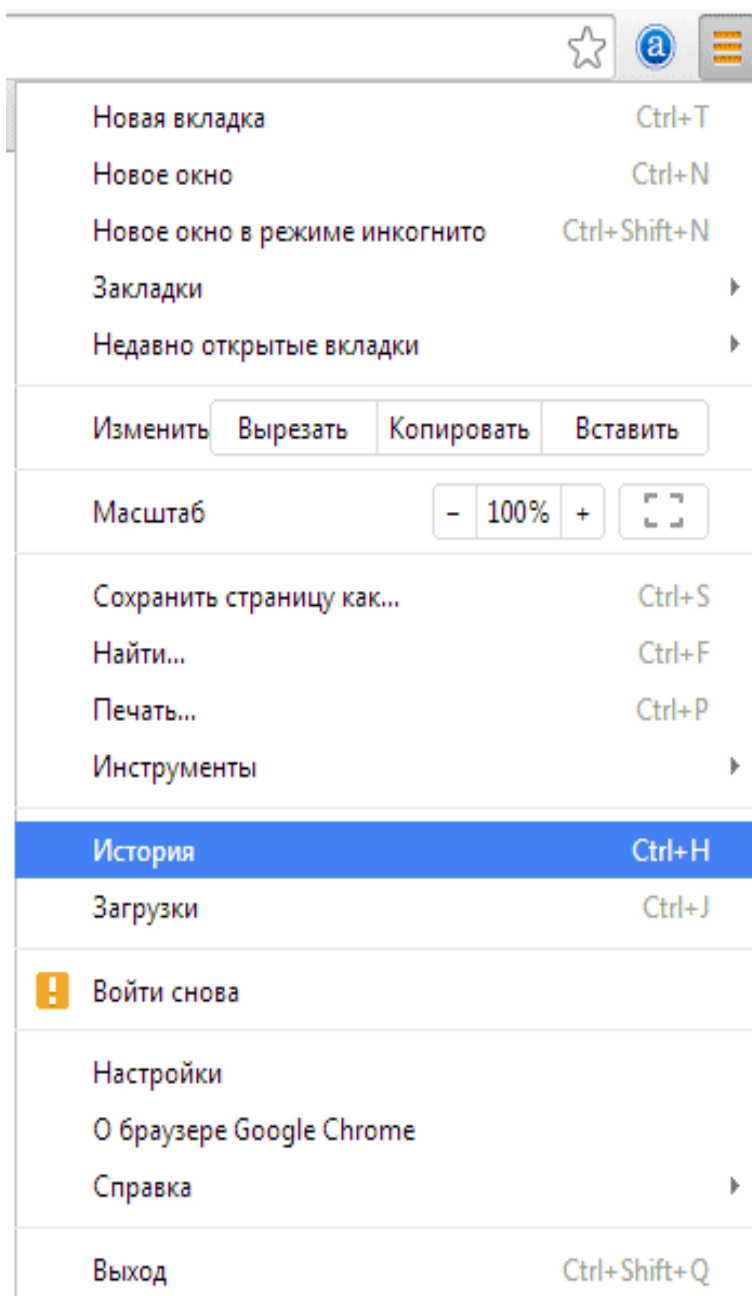 a
Новая вкладка Ctrl+T
Новое окно Ctrl+N
Новое окно в режиме инкогнито Ctrl+Shift+N
Закладки
Недавно открытые вкладки
Изменить Вырезать Копировать Вставить
Масштаб - 100% +
Сохранить страницу как... Ctrl+S
Найти... Ctrl+F
Печать... Ctrl+P
Инструменты
История Ctrl+H
Загрузки Ctrl+J
Войти снова
Настройки
О браузере Google Chrome
Справка
Выход Ctrl+Shift+Q